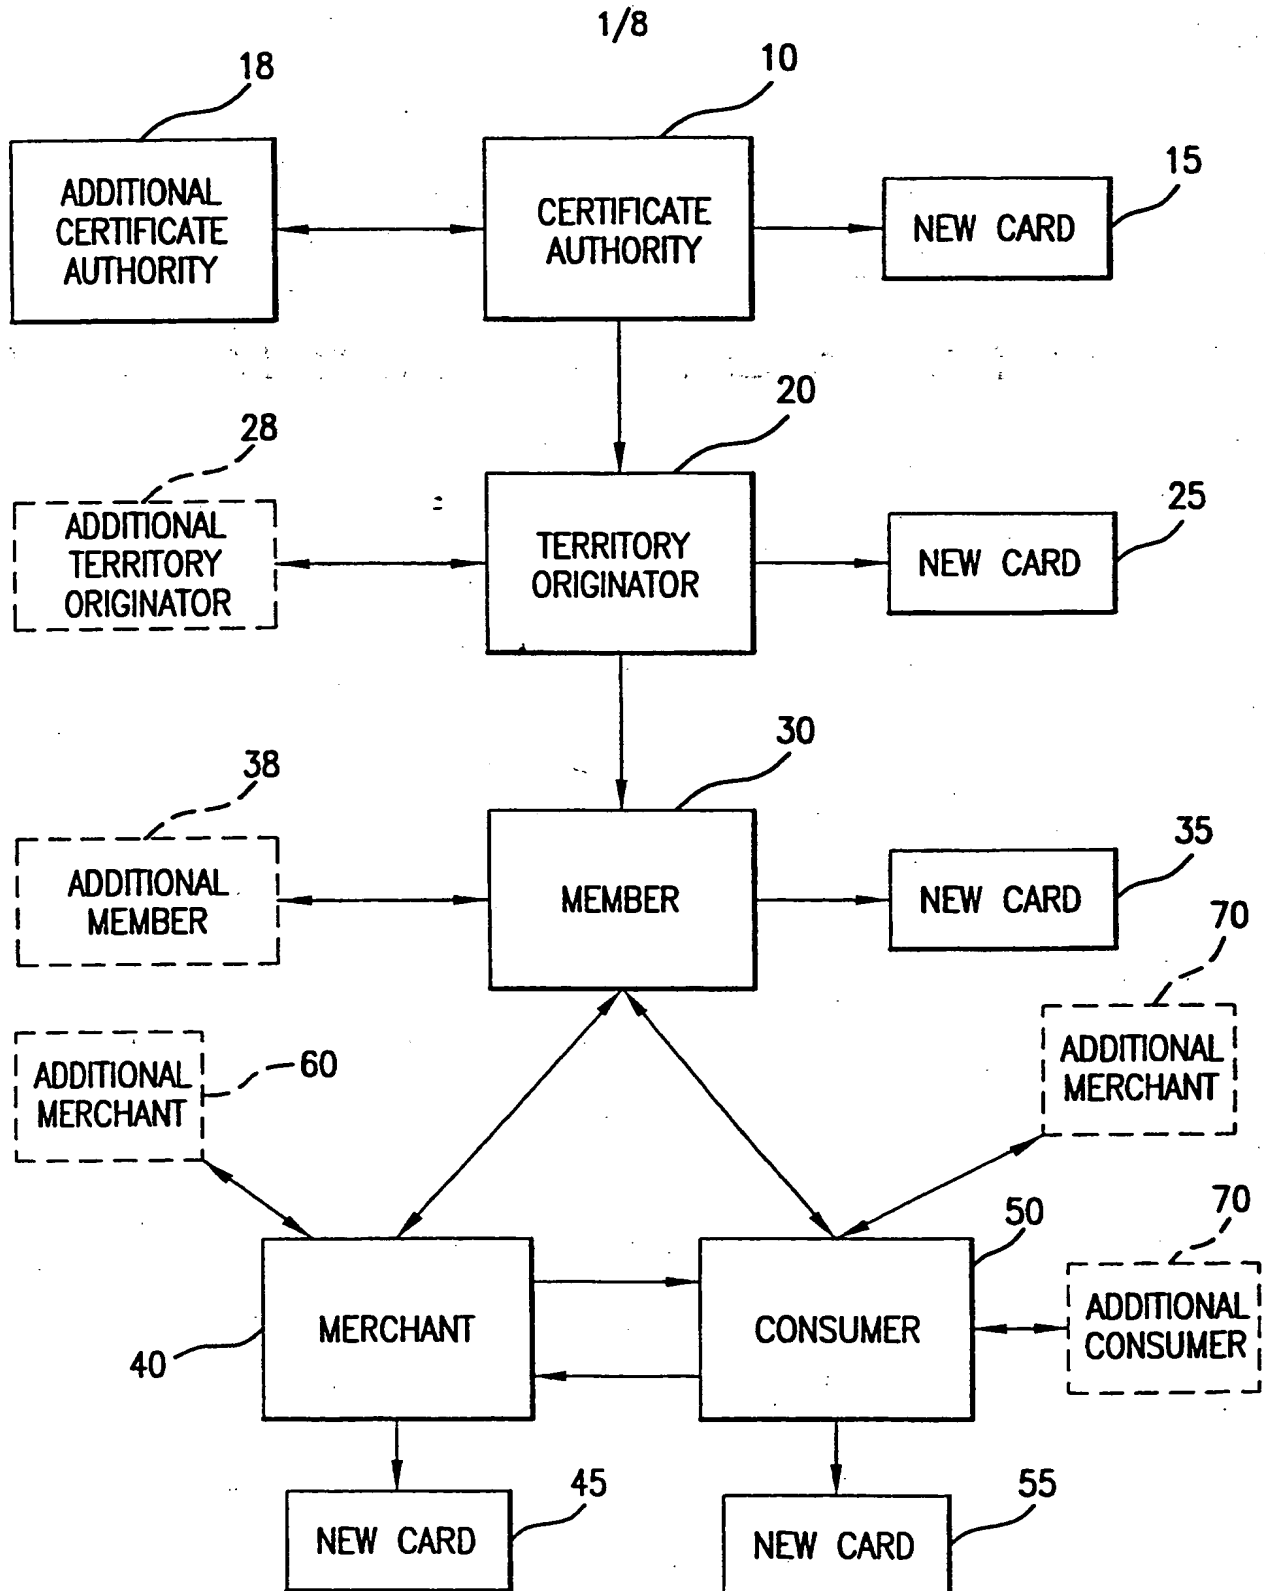 1/8
18
10
15
ADDITIONAL
CERTIFICATE
AUTHORITY
CERTIFICATE
AUTHORITY
NEW CARD
28
20
25
ADDITIONAL
TERRITORY
ORIGINATOR
TERRITORY
ORIGINATOR
NEW CARD
38
30
35
ADDITIONAL
MEMBER
MEMBER
NEW CARD
70
ADDITIONAL
MERCHANT
60
ADDITIONAL
MERCHANT
50
70
40
MERCHANT
CONSUMER
ADDITIONAL
CONSUMER
45
55
NEW CARD
NEW CARD